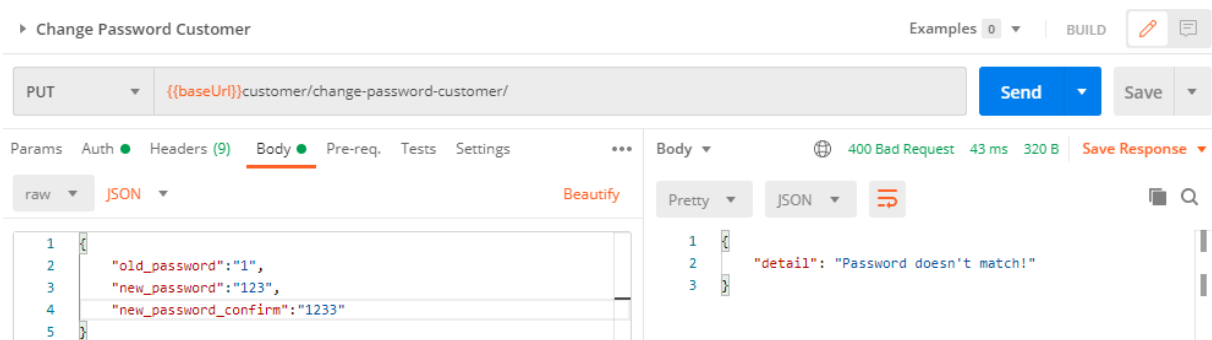 Change Password Customer Examples 0 BUILD
PUT {{baseUrl}}customer/change-password-customer/ Send Save
Params Auth Headers (9) Body Pre-req. Tests Settings ••• Body 400 Bad Request 43 ms 320 B Save Response
raw JSON Beautify
Pretty JSON
1 {
2 "old_password":"1",
3 "new_password":"123",
4 "new_password_confirm":"1233"
5 }
1 {
2 "detail": "Password doesn't match!"
3 }